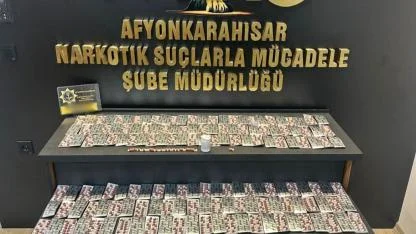 AFYONKARAHİSAR
NARKOTİK SUÇLARLA MÜCADELE
ŞUBE MÜDÜRLÜĞÜ